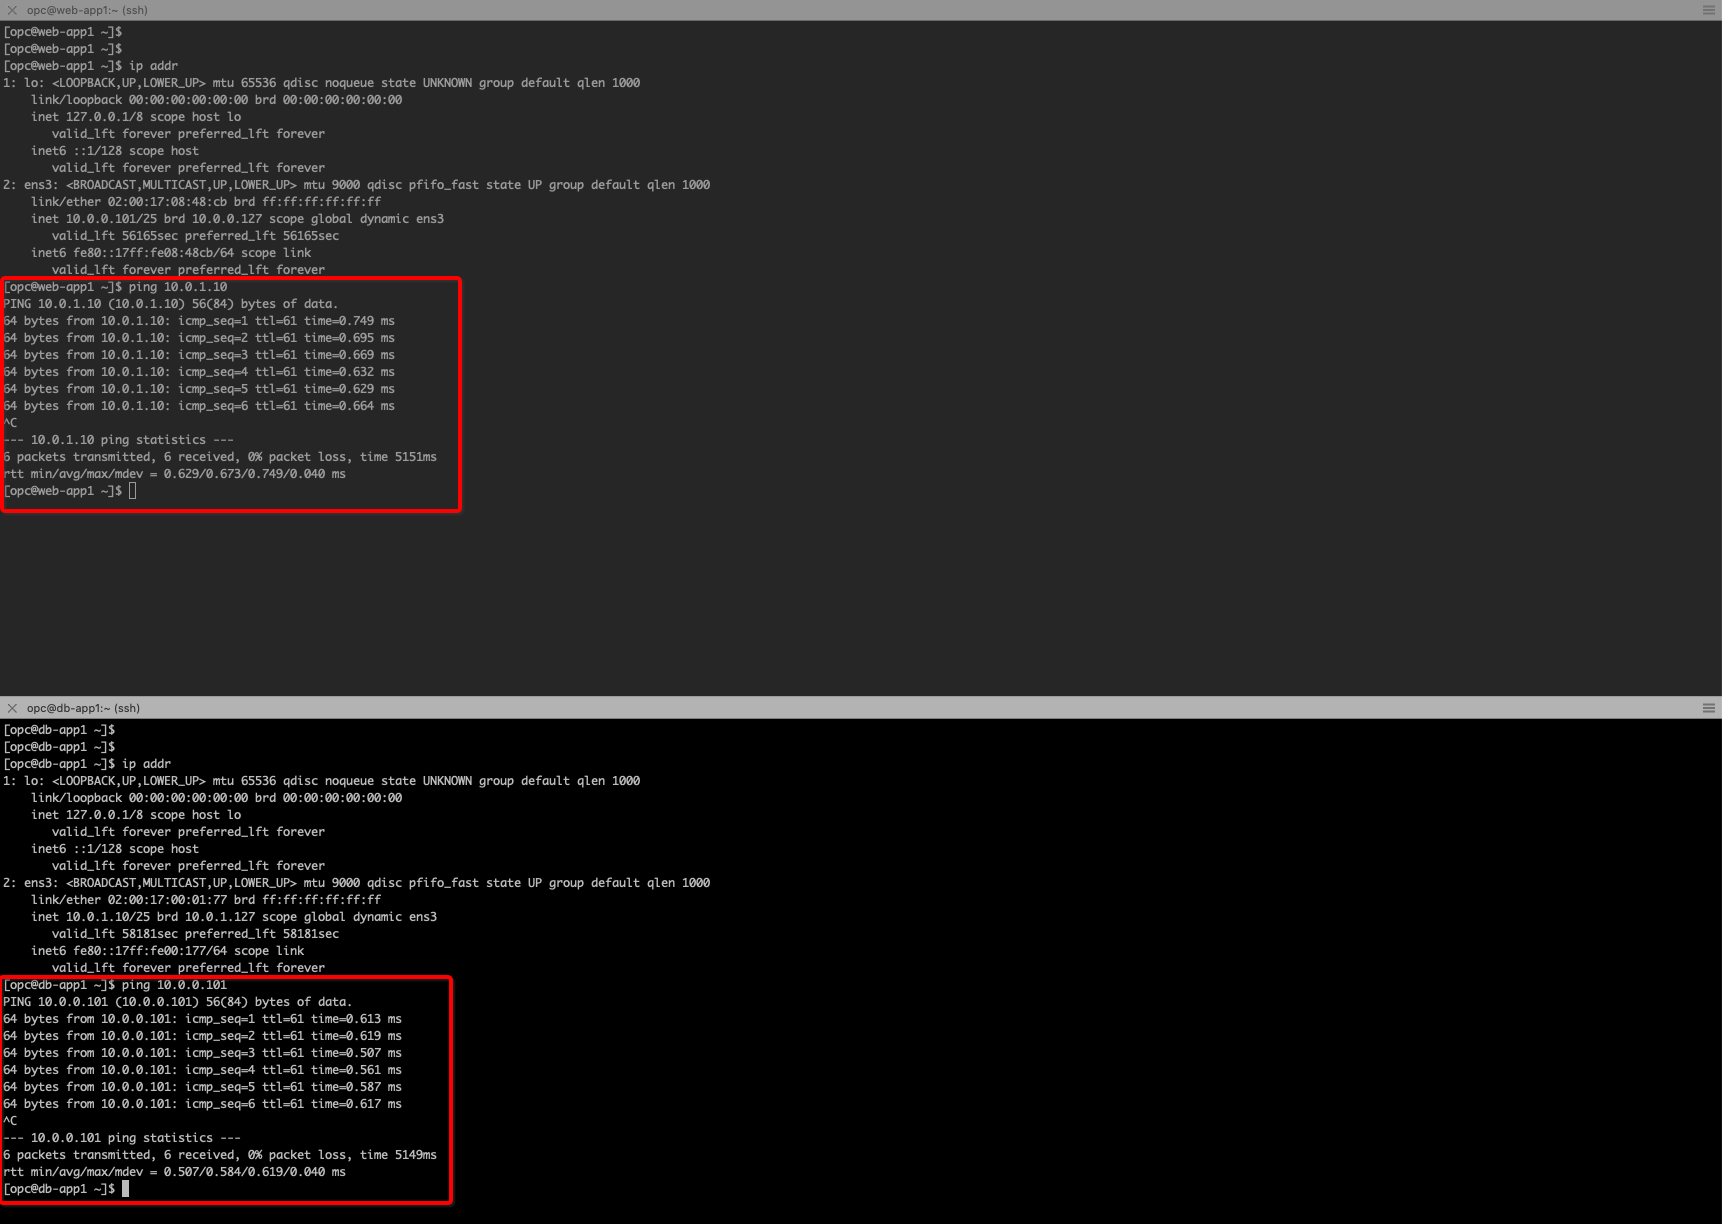 opc@web-app1:~ (ssh)
[opc@web-app1 ~]$
[opc@web-app1 ~]$
[opc@web-app1 ~]$ ip addr
1: lo: <LOOPBACK,UP,LOWER_UP> mtu 65536 qdisc noqueue state UNKNOWN group default qlen 1000
    link/loopback 00:00:00:00:00:00 brd 00:00:00:00:00:00
    inet 127.0.0.1/8 scope host lo
       valid_lft forever preferred_lft forever
    inet6 ::1/128 scope host
       valid_lft forever preferred_lft forever
2: ens3: <BROADCAST,MULTICAST,UP,LOWER_UP> mtu 9000 qdisc pfifo_fast state UP group default qlen 1000
    link/ether 02:00:17:08:48:cb brd ff:ff:ff:ff:ff:ff
    inet 10.0.0.101/25 brd 10.0.0.127 scope global dynamic ens3
       valid_lft 56165sec preferred_lft 56165sec
    inet6 fe80::17ff:fe08:48cb/64 scope link
       valid_lft forever preferred_lft forever
[opc@web-app1 ~]$ ping 10.0.1.10
PING 10.0.1.10 (10.0.1.10) 56(84) bytes of data.
64 bytes from 10.0.1.10: icmp_seq=1 ttl=61 time=0.749 ms
64 bytes from 10.0.1.10: icmp_seq=2 ttl=61 time=0.695 ms
64 bytes from 10.0.1.10: icmp_seq=3 ttl=61 time=0.669 ms
64 bytes from 10.0.1.10: icmp_seq=4 ttl=61 time=0.632 ms
64 bytes from 10.0.1.10: icmp_seq=5 ttl=61 time=0.629 ms
64 bytes from 10.0.1.10: icmp_seq=6 ttl=61 time=0.664 ms
^C
--- 10.0.1.10 ping statistics ---
6 packets transmitted, 6 received, 0% packet loss, time 5151ms
rtt min/avg/max/mdev = 0.629/0.673/0.749/0.040 ms
[opc@web-app1 ~]$
opc@db-app1:~ (ssh)
[opc@db-app1 ~]$
[opc@db-app1 ~]$
[opc@db-app1 ~]$ ip addr
1: lo: <LOOPBACK,UP,LOWER_UP> mtu 65536 qdisc noqueue state UNKNOWN group default qlen 1000
    link/loopback 00:00:00:00:00:00 brd 00:00:00:00:00:00
    inet 127.0.0.1/8 scope host lo
       valid_lft forever preferred_lft forever
    inet6 ::1/128 scope host
       valid_lft forever preferred_lft forever
2: ens3: <BROADCAST,MULTICAST,UP,LOWER_UP> mtu 9000 qdisc pfifo_fast state UP group default qlen 1000
    link/ether 02:00:17:00:01:77 brd ff:ff:ff:ff:ff:ff
    inet 10.0.1.10/25 brd 10.0.1.127 scope global dynamic ens3
       valid_lft 58181sec preferred_lft 58181sec
    inet6 fe80::17ff:fe00:177/64 scope link
       valid_lft forever preferred_lft forever
[opc@db-app1 ~]$ ping 10.0.0.101
PING 10.0.0.101 (10.0.0.101) 56(84) bytes of data.
64 bytes from 10.0.0.101: icmp_seq=1 ttl=61 time=0.613 ms
64 bytes from 10.0.0.101: icmp_seq=2 ttl=61 time=0.619 ms
64 bytes from 10.0.0.101: icmp_seq=3 ttl=61 time=0.507 ms
64 bytes from 10.0.0.101: icmp_seq=4 ttl=61 time=0.561 ms
64 bytes from 10.0.0.101: icmp_seq=5 ttl=61 time=0.587 ms
64 bytes from 10.0.0.101: icmp_seq=6 ttl=61 time=0.617 ms
^C
--- 10.0.0.101 ping statistics ---
6 packets transmitted, 6 received, 0% packet loss, time 5149ms
rtt min/avg/max/mdev = 0.507/0.584/0.619/0.040 ms
[opc@db-app1 ~]$